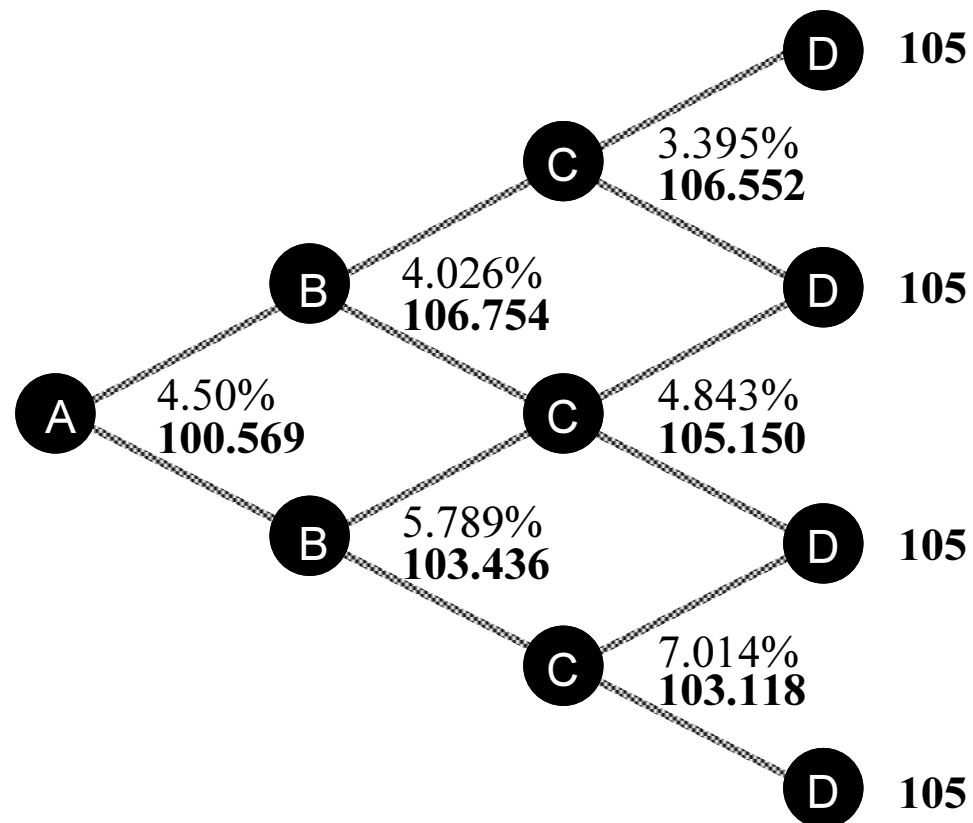 D 105
C 3.395%
106.552
B 4.026%
106.754
D 105
A 4.50%
100.569
C 4.843%
105.150
B 5.789%
103.436
D 105
C 7.014%
103.118
D 105